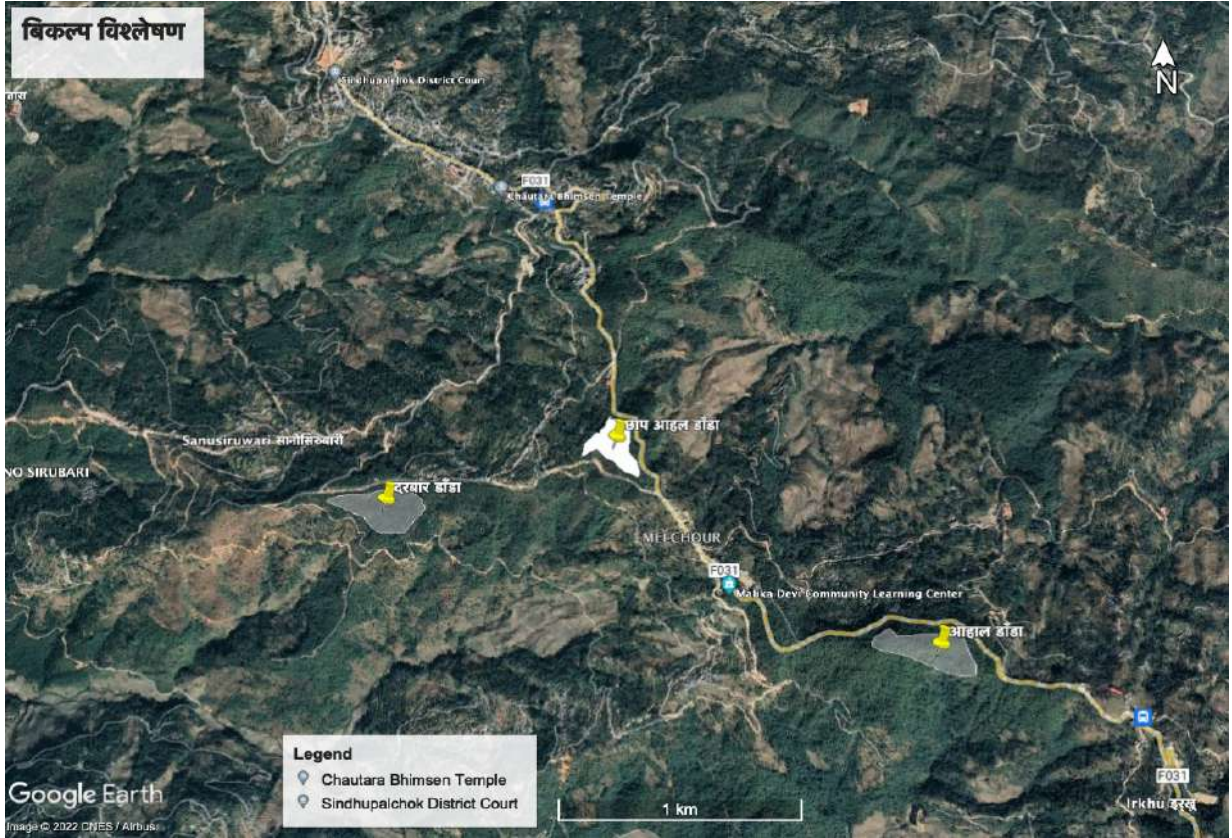 बिकल्प विश्लेषण
N
Sindhupalchok District Court
F031
Chautara Bhimsen Temple
छाप आहल डाँडा
Sanusiruwari सानोसिरुबारी
NO SIRUBARI
दरबार डाँडा
MELCHOUR
F031
Malika Devi Community Learning Center
आहाल डाँडा
F031
Irkhu इरखू
Legend
Chautara Bhimsen Temple
Sindhupalchok District Court
1 km
Google Earth
Image © 2022 CNES / Airbus